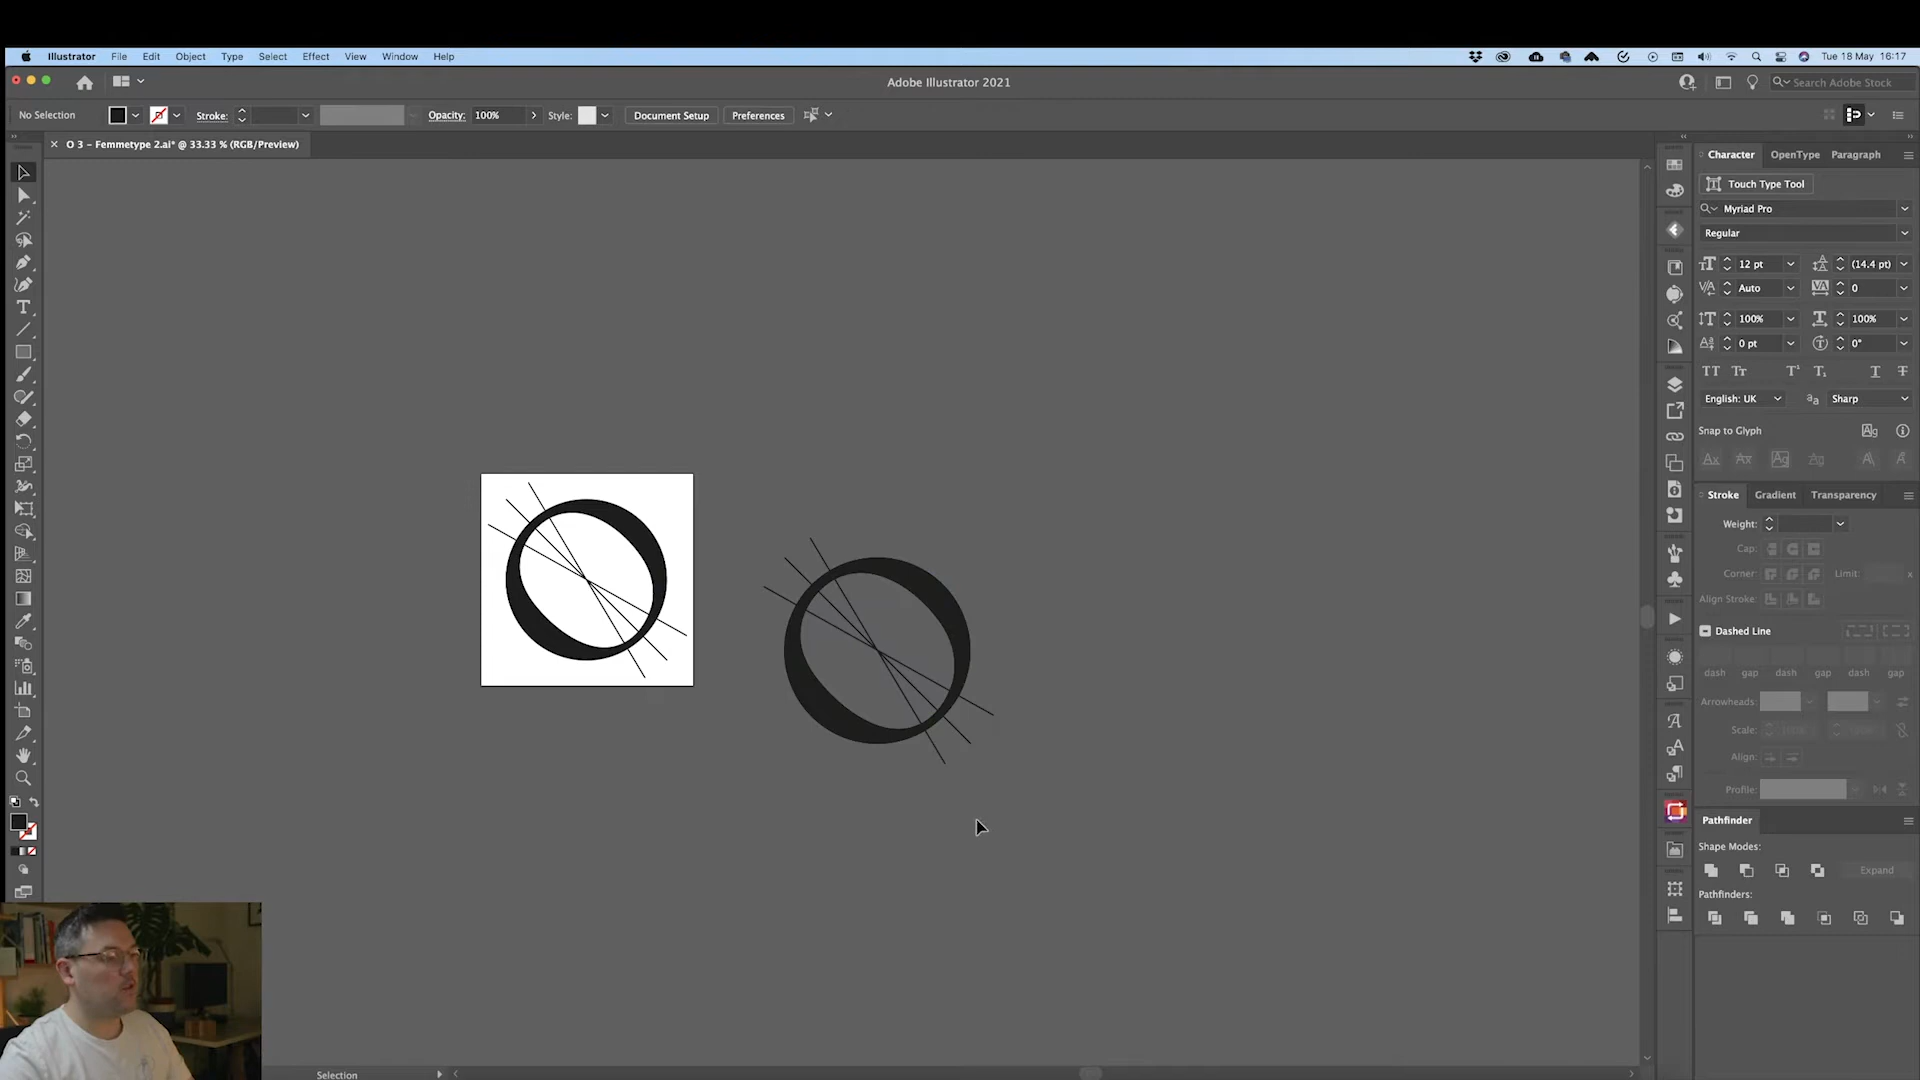 Illustrator File Edit Object Type Select Effect View Window Help
Tue 18 May 16:17
Adobe Illustrator 2021
Search Adobe Stock
No Selection
Stroke:
Opacity: 100%
Style:
Document Setup
Preferences
O 3 – Femmetype 2.ai* @ 33.33 % (RGB/Preview)
Character OpenType Paragraph
Touch Type Tool
Myriad Pro
Regular
12 pt (14.4 pt)
Auto 0
100% 100%
0 pt 0°
English: UK Sharp
Snap to Glyph
Stroke Gradient Transparency
Weight:
Cap:
Corner: Limit: x
Align Stroke:
Dashed Line
dash gap dash gap dash gap
Arrowheads:
Scale:
Align:
Profile:
Pathfinder
Shape Modes:
Expand
Pathfinders:
Selection